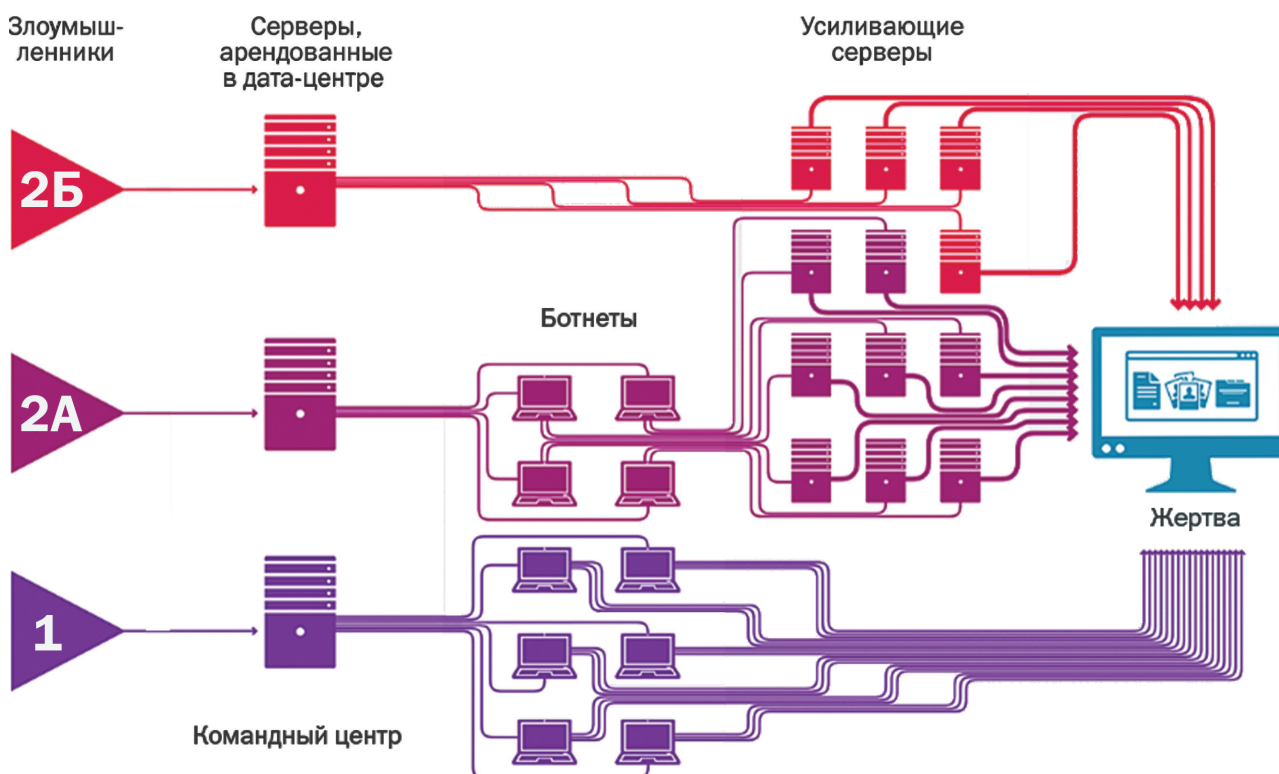 Злоумыш-
ленники
Серверы,
арендованные
в дата-центре
Усиливающие
серверы
2Б
Ботнеты
2А
Жертва
1
Командный центр